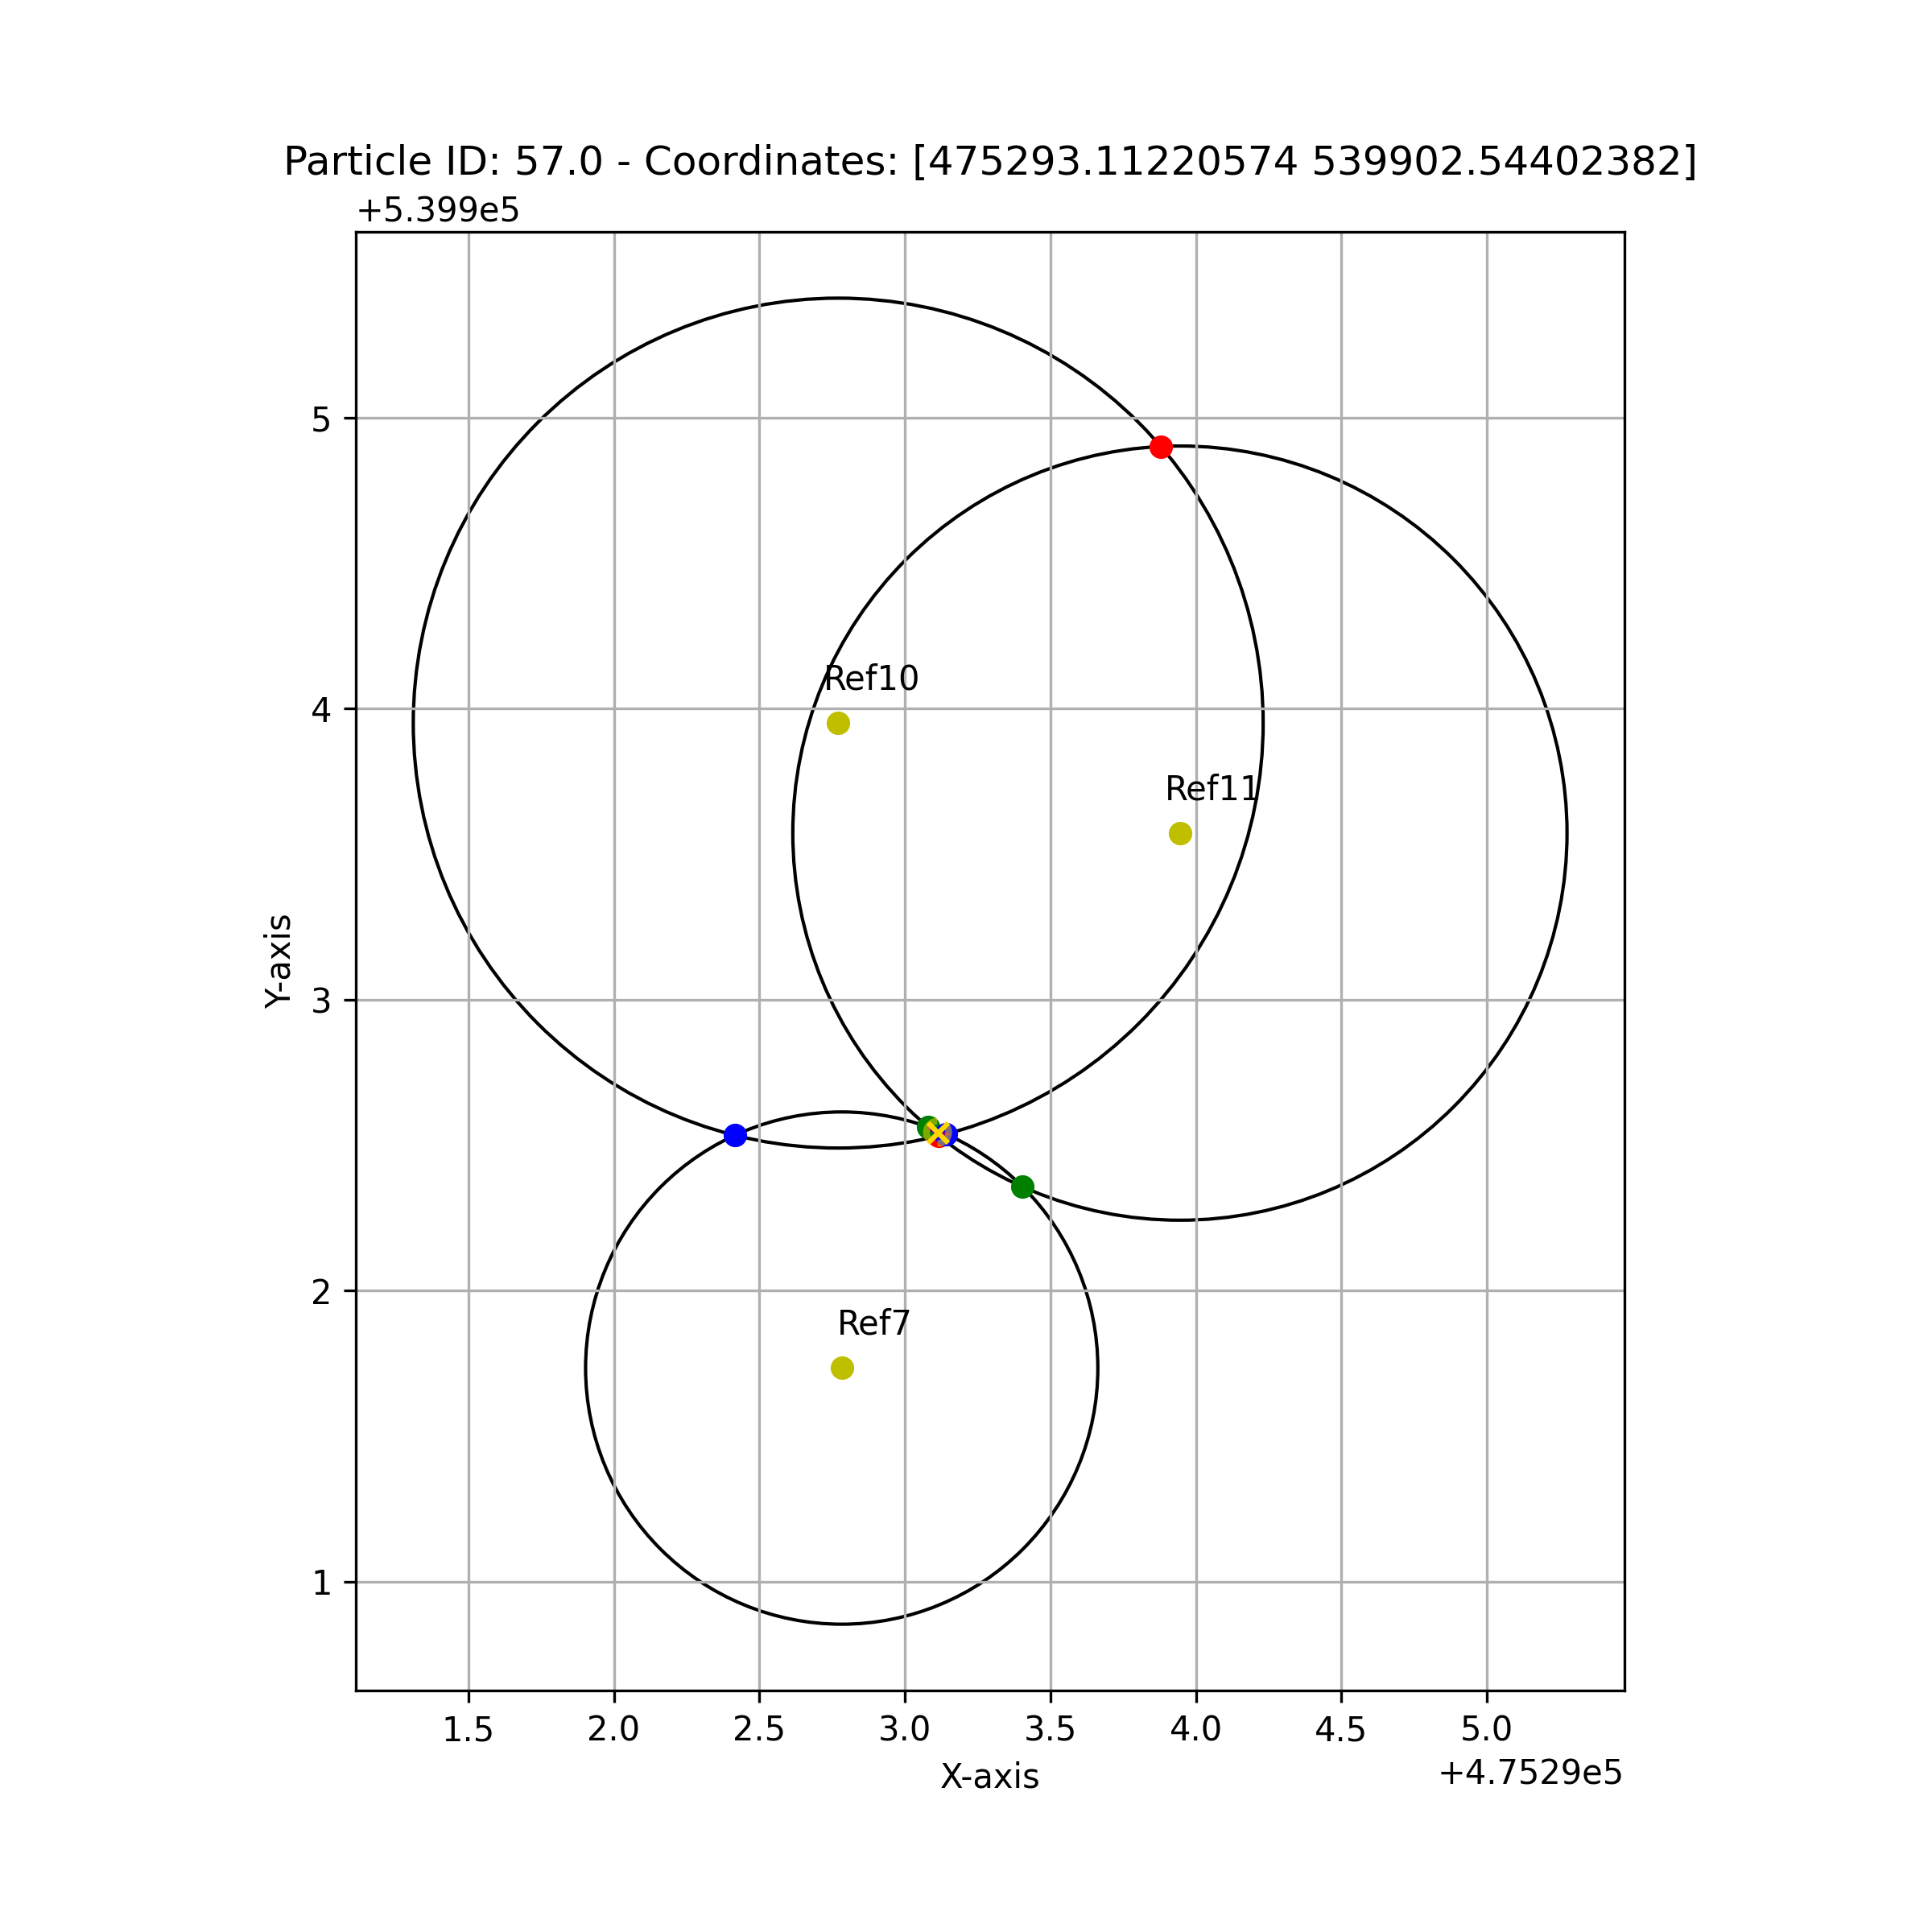 Particle ID: 57.0 - Coordinates: [475293.11220574 539902.54402382]
+5.399e5
5
Ref10
4
Ref11
Y-axis
3
2
Ref7
1
1.5 2.0 2.5 3.0 3.5 4.0 4.5 5.0
X-axis
+4.7529e5